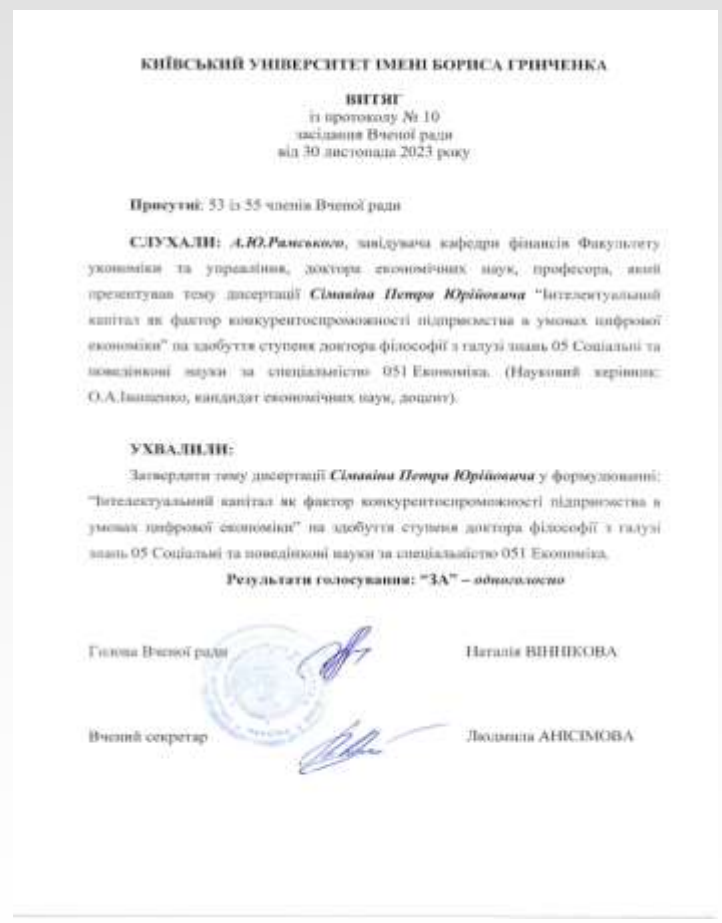 КИЇВСЬКИЙ УНІВЕРСИТЕТ ІМЕНІ БОРИСА ГРІНЧЕНКА
ВИТЯГ
із протоколу № 10
засідання Вченої ради
від 30 листопада 2023 року
Присутні: 53 із 55 членів Вченої ради
СЛУХАЛИ: А.Ю.Рамського, завідувача кафедри фінансів Факультету
економіки та управління, доктора економічних наук, професора, який
презентував тему дисертації Сімавіна Петра Юрійовича “Інтелектуальний
капітал як фактор конкурентоспроможності підприємства в умовах цифрової
економіки” на здобуття ступеня доктора філософії з галузі знань 05 Соціальні та
поведінкові науки за спеціальністю 051 Економіка. (Науковий керівник:
О.А.Іващенко, кандидат економічних наук, доцент).
УХВАЛИЛИ:
Затвердити тему дисертації Сімавіна Петра Юрійовича у формулюванні:
“Інтелектуальний капітал як фактор конкурентоспроможності підприємства в
умовах цифрової економіки” на здобуття ступеня доктора філософії з галузі
знань 05 Соціальні та поведінкові науки за спеціальністю 051 Економіка.
Результати голосування: “ЗА” – одноголосно
Голова Вченої ради Наталія ВІННІКОВА
Вчений секретар Людмила АНІСІМОВА